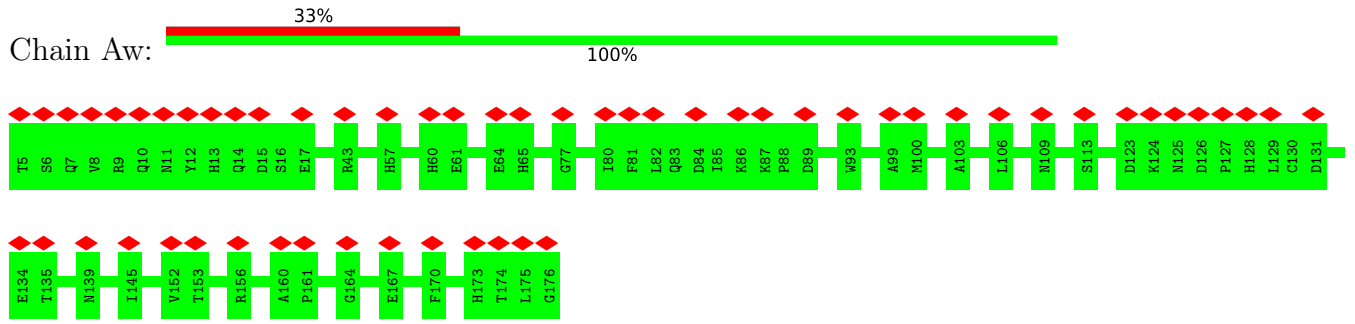 33%
Chain Aw:
100%
T5 S6 Q7 V8 R9 Q10 N11 Y12 H13 Q14 D15 S16 E17 R43 H57 H60 E61 E64 H65 G77 I80 F81 L82 Q83 D84 I85 K86 K87 P88 D89 W93 A99 M100 A103 L106 N109 S113 D123 K124 N125 D126 P127 H128 L129 C130 D131
E134 T135 N139 I145 V152 T153 R156 A160 P161 G164 E167 F170 H173 T174 L175 G176